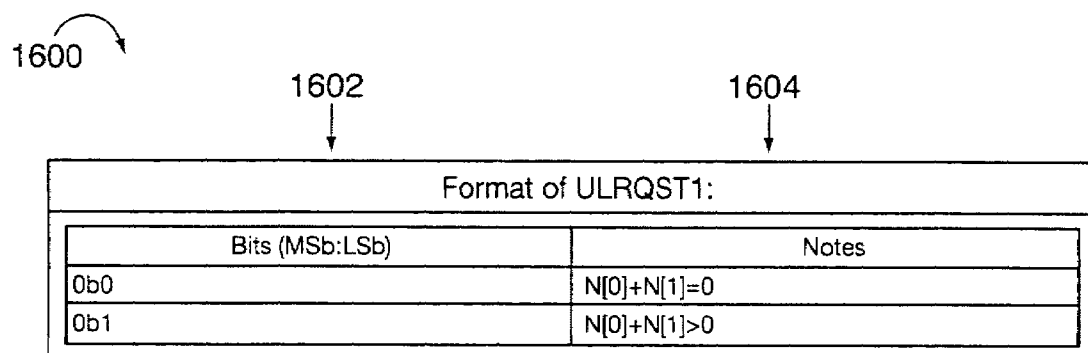 1600
1602 1604
Format of ULRQST1:
Bits (MSb:LSb) Notes
0b0 N[0]+N[1]=0
0b1 N[0]+N[1]>0